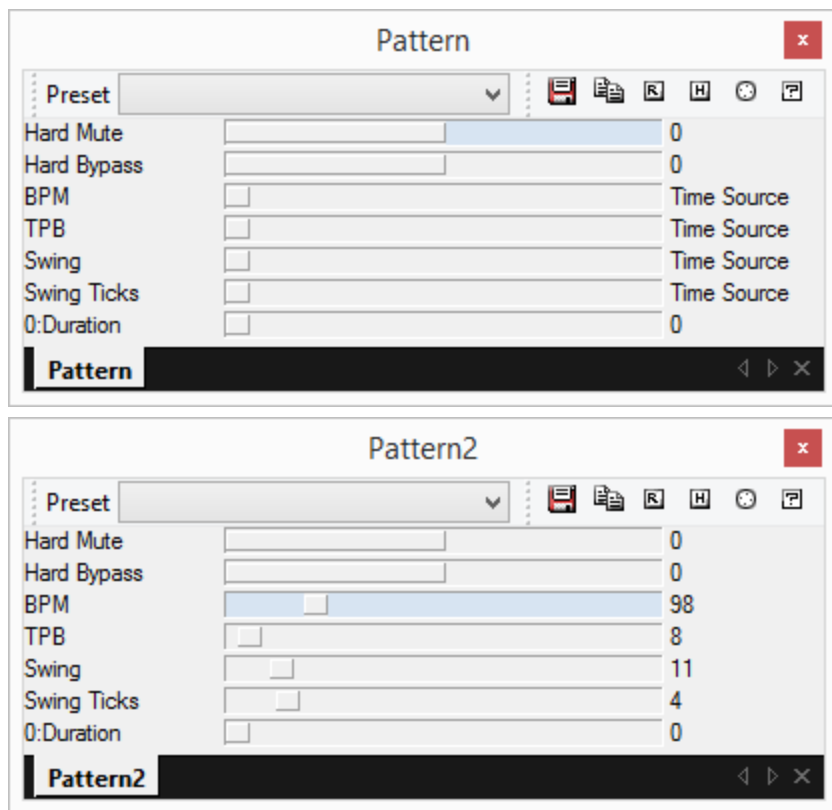 Pattern
x
Preset
R H ?
Hard Mute 0
Hard Bypass 0
BPM Time Source
TPB Time Source
Swing Time Source
Swing Ticks Time Source
0:Duration 0
Pattern
Pattern2
x
Preset
R H ?
Hard Mute 0
Hard Bypass 0
BPM 98
TPB 8
Swing 11
Swing Ticks 4
0:Duration 0
Pattern2